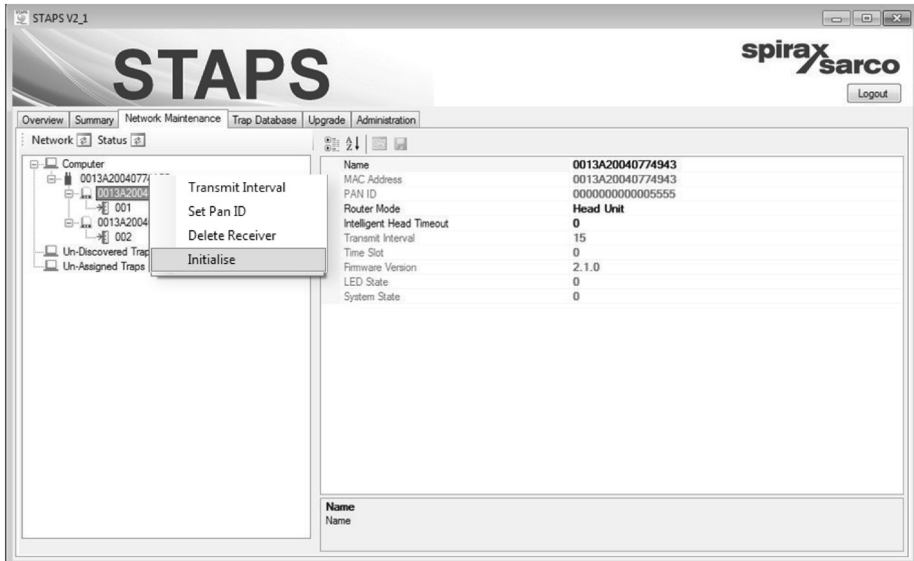 STAPS V2_1
STAPS
spirax
sarco
Logout
Overview Summary Network Maintenance Trap Database Upgrade Administration
Network Status
Computer
0013A2004077
0013A2004
001
0013A2004
002
Un-Discovered Trap
Un-Assigned Traps
Transmit Interval
Set Pan ID
Delete Receiver
Initialise
Name 0013A20040774943
MAC Address 0013A20040774943
PAN ID 0000000000005555
Router Mode Head Unit
Intelligent Head Timeout 0
Transmit Interval 15
Time Slot 0
Firmware Version 2.1.0
LED State 0
System State 0
Name
Name